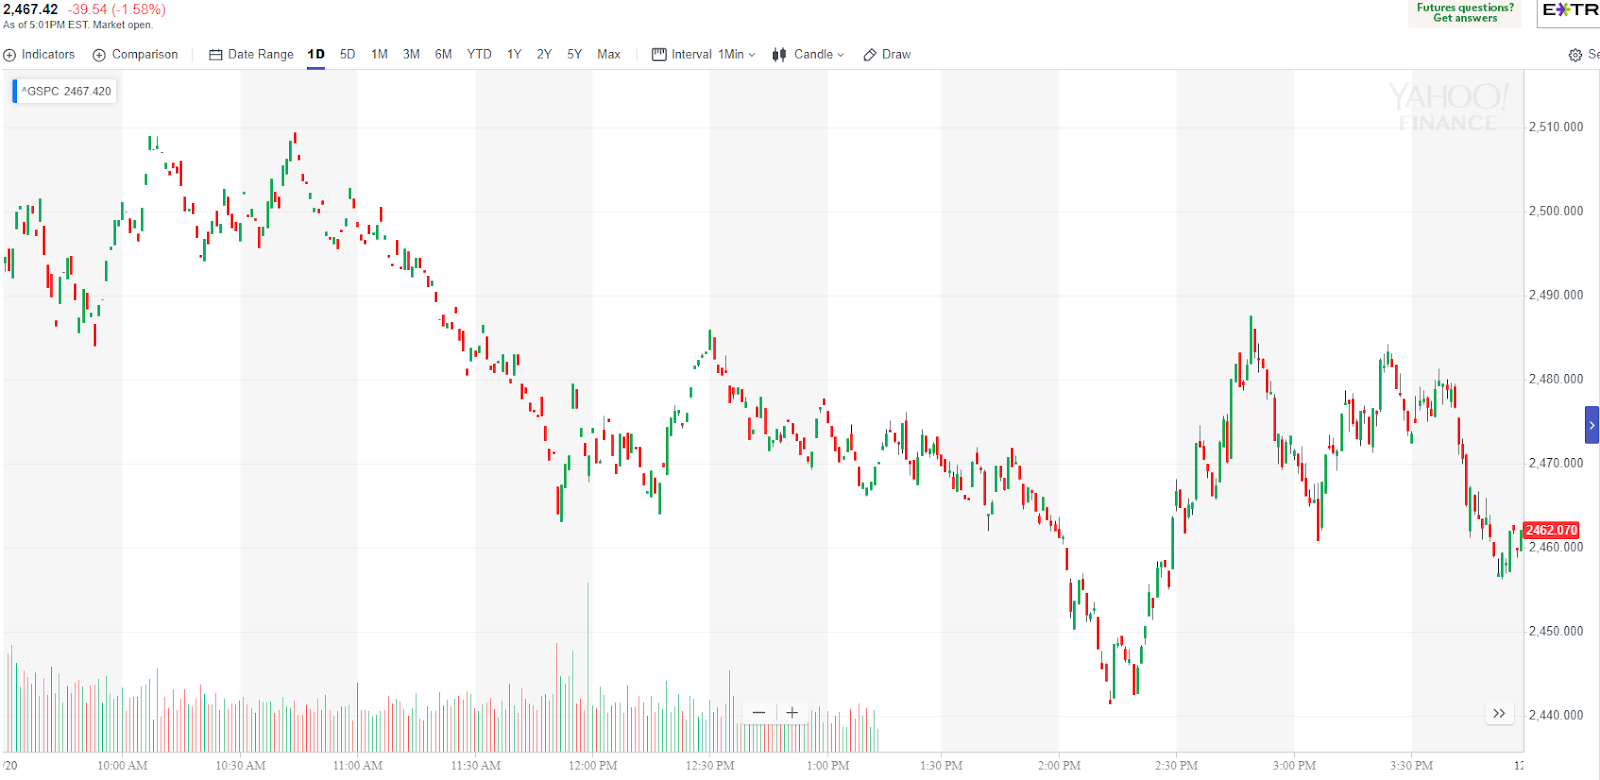 2,467.42 -39.54 (-1.58%)
As of 5:01PM EST. Market open.
Futures questions?
Get answers
E
TR
Indicators Comparison Date Range 1D 5D 1M 3M 6M YTD 1Y 2Y 5Y Max Interval 1Min Candle Draw Se
^GSPC 2467.420
YAHOO!
FINANCE
2,510.000
2,500.000
2,490.000
2,480.000
2,470.000
2462.070
2,460.000
2,450.000
2,440.000
/20 10:00 AM 10:30 AM 11:00 AM 11:30 AM 12:00 PM 12:30 PM 1:00 PM 1:30 PM 2:00 PM 2:30 PM 3:00 PM 3:30 PM 12